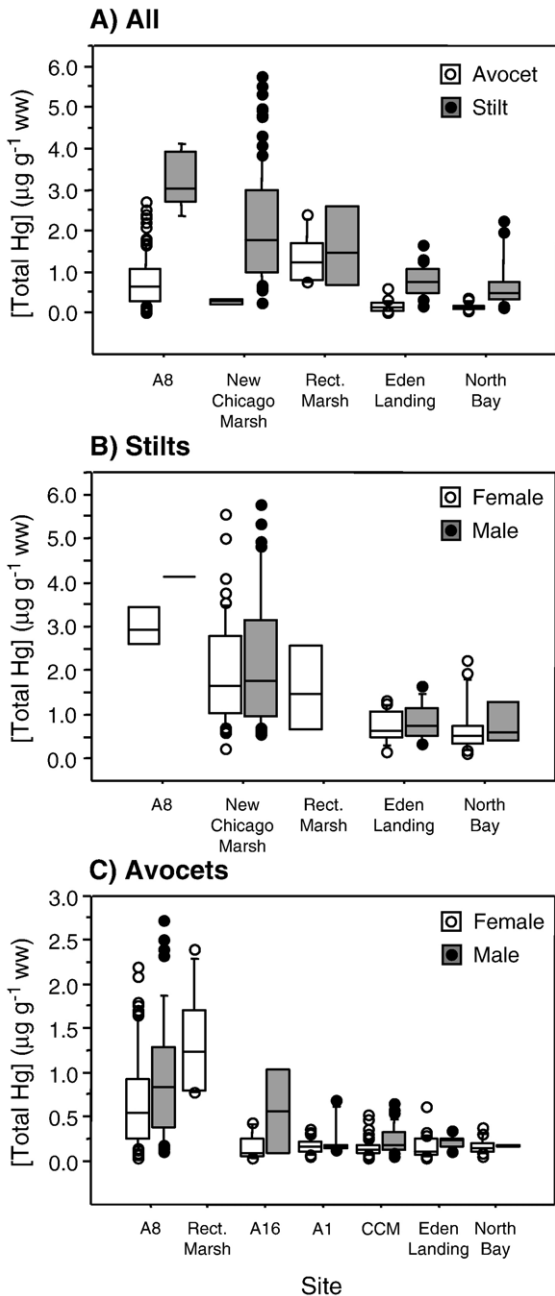 A) All
[Total Hg] (µg g⁻¹ ww)
6.0
5.0
4.0
3.0
2.0
1.0
0.0
Avocet
Stilt
A8
New
Chicago
Marsh
Rect.
Marsh
Eden
Landing
North
Bay
B) Stilts
[Total Hg] (µg g⁻¹ ww)
6.0
5.0
4.0
3.0
2.0
1.0
0.0
Female
Male
A8
New
Chicago
Marsh
Rect.
Marsh
Eden
Landing
North
Bay
C) Avocets
[Total Hg] (µg g⁻¹ ww)
3.0
2.5
2.0
1.5
1.0
0.5
0.0
Female
Male
A8
Rect.
Marsh
A16
A1
CCM
Eden
Landing
North
Bay
Site